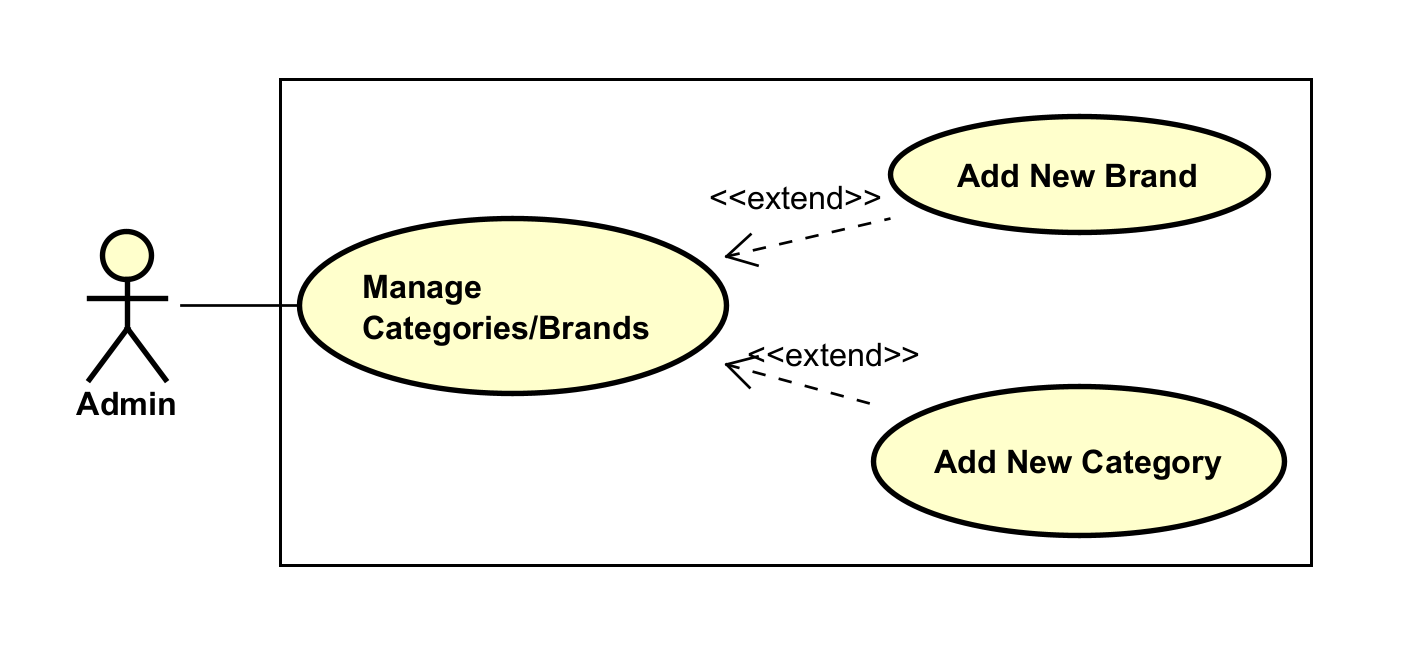 Add New Brand
<<extend>>
Manage
Categories/Brands
<<extend>>
Admin
Add New Category